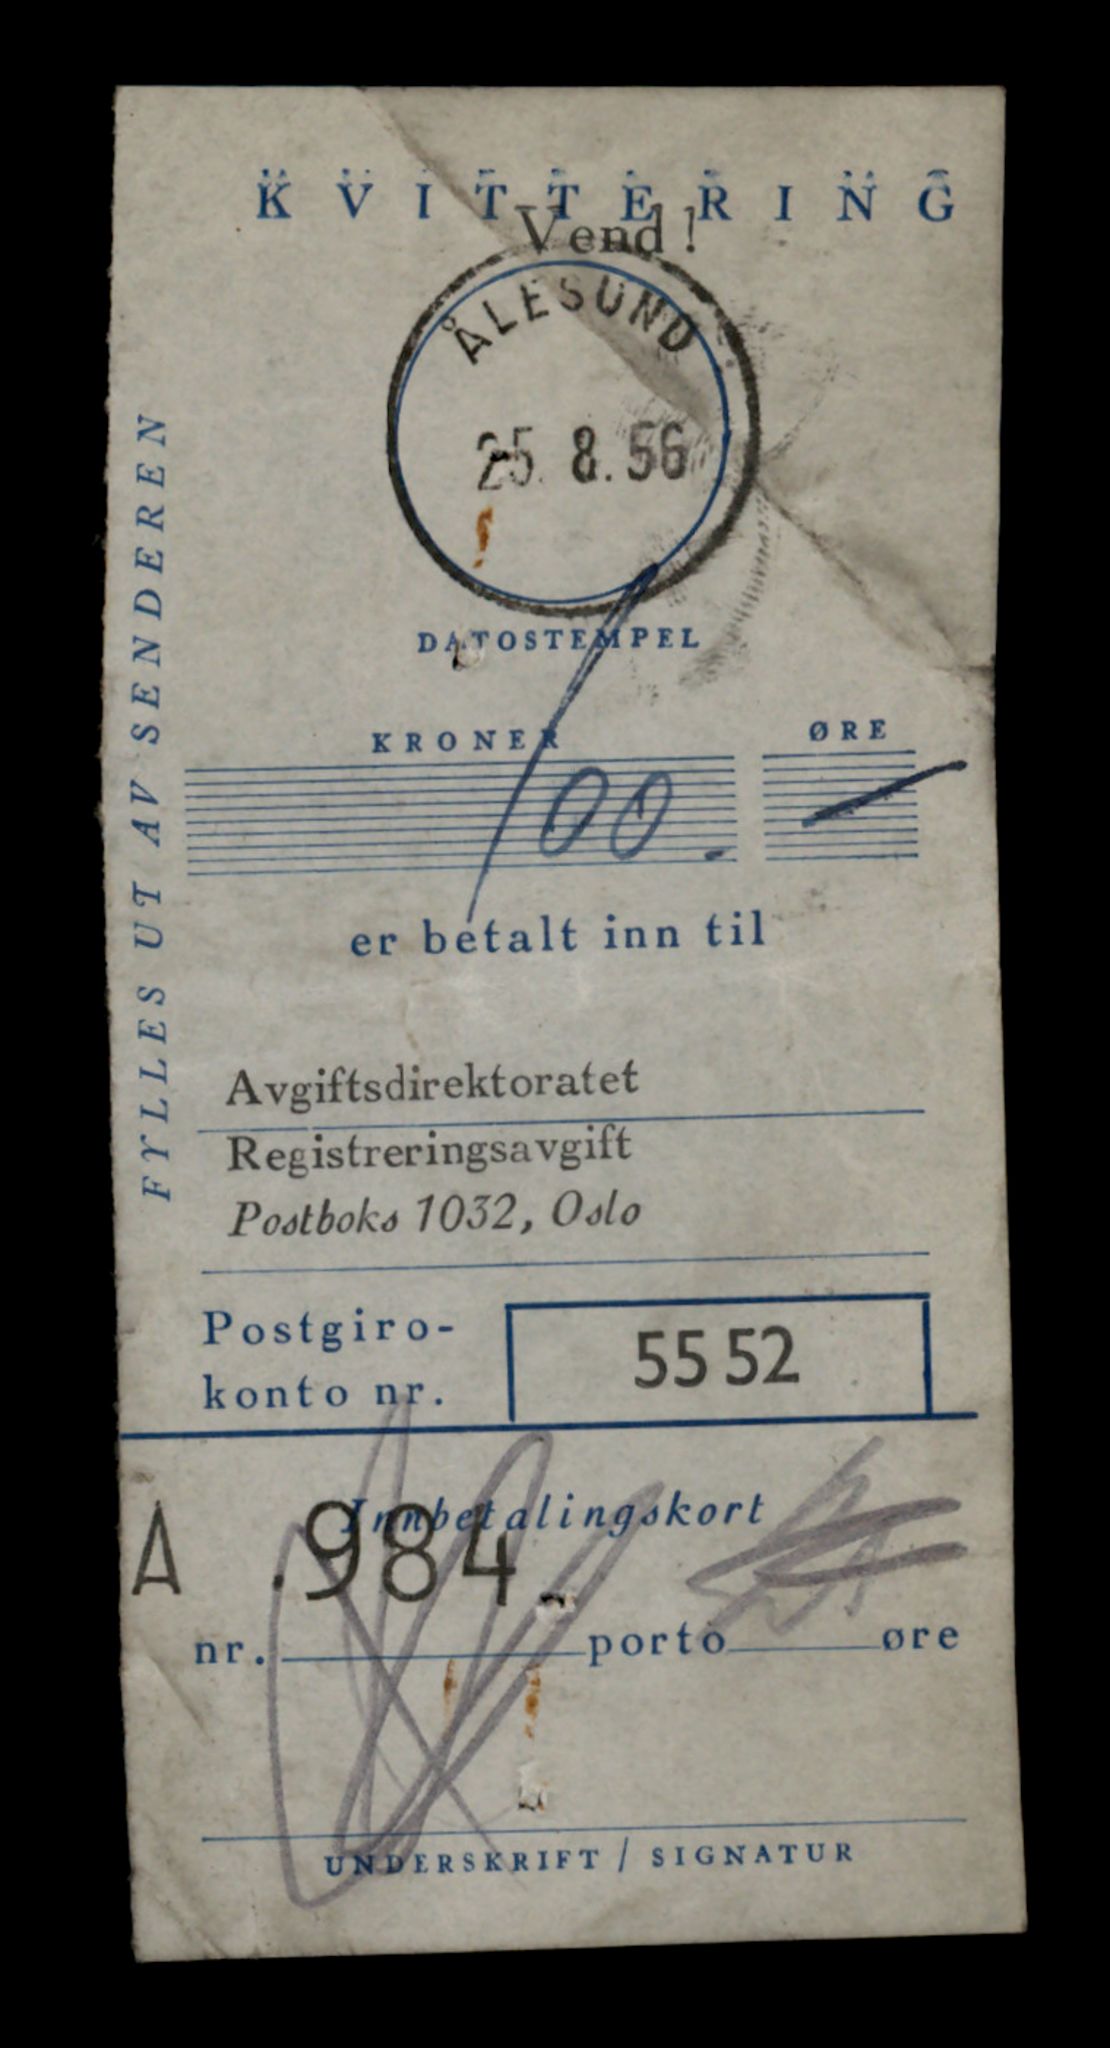 KVITTERING
Vend!
ÅLESUND
25. 8. 56
DATOSTEMPEL
FYLLES UT AV SENDEREN
KRONER ØRE
100. —
er betalt inn til
Avgiftsdirektoratet
Registreringsavgift
Postboks 1032, Oslo
Postgiro-
konto nr. 5552
Innbetalingskort
A .984
nr. porto øre
UNDERSKRIFT / SIGNATUR